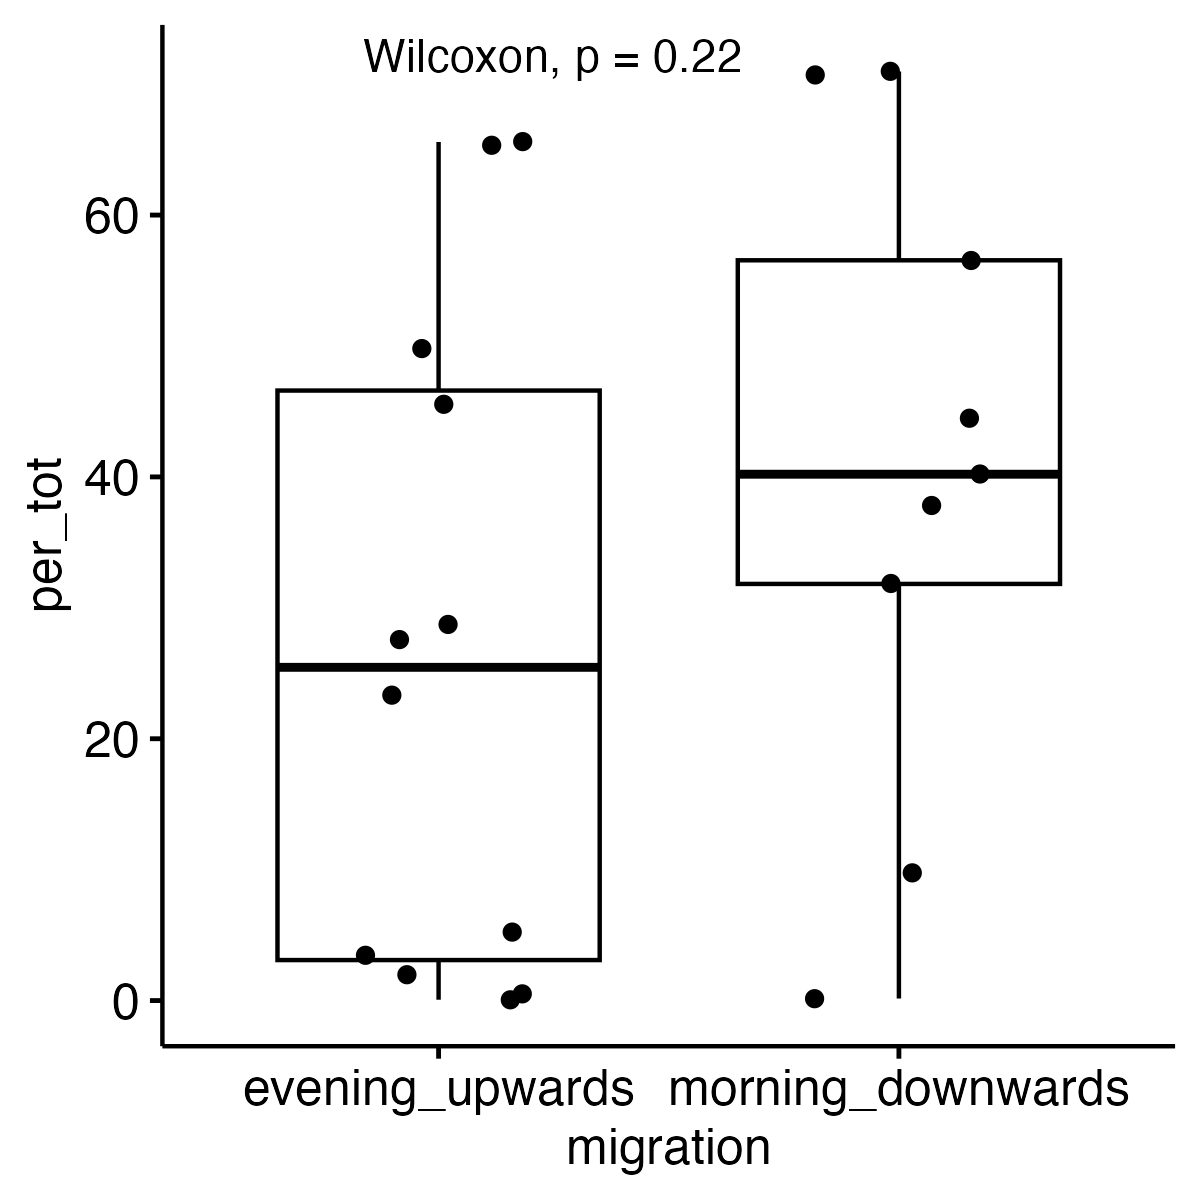 Wilcoxon, p = 0.22
per_tot
60
40
20
0
evening_upwards morning_downwards
migration